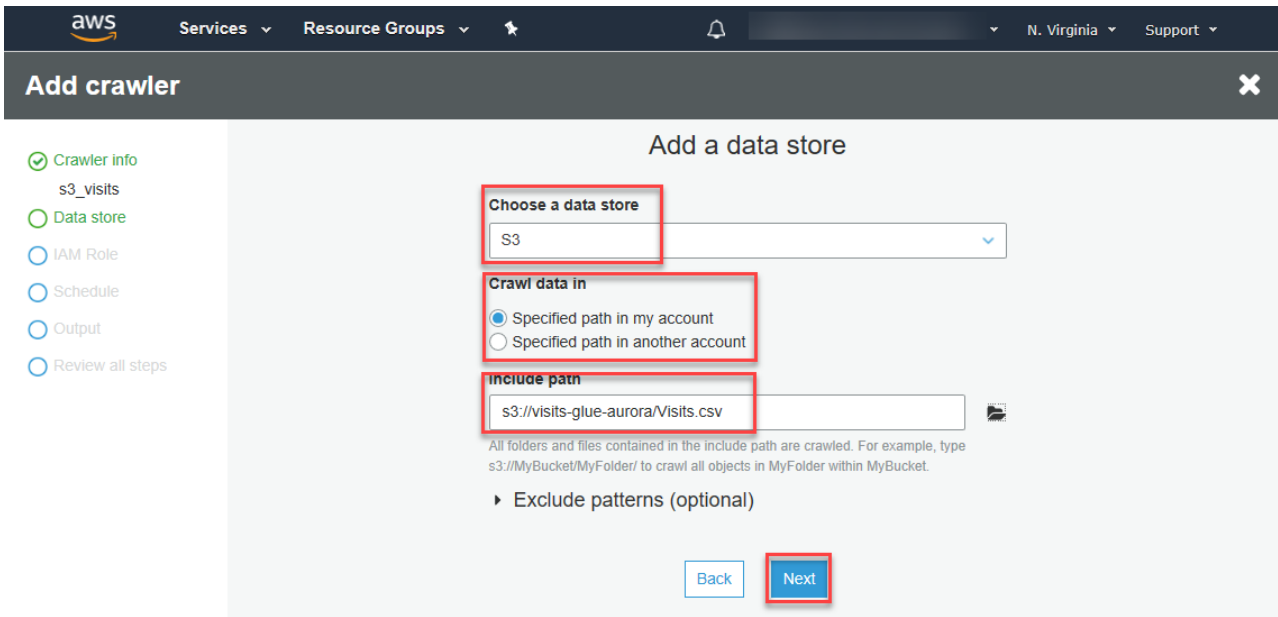 aws Services Resource Groups N. Virginia Support
Add crawler
Crawler info
s3_visits
Data store
IAM Role
Schedule
Output
Review all steps
Add a data store
Choose a data store
S3
Crawl data in
Specified path in my account
Specified path in another account
Include path
s3://visits-glue-aurora/Visits.csv
All folders and files contained in the include path are crawled. For example, type
s3://MyBucket/MyFolder/ to crawl all objects in MyFolder within MyBucket.
Exclude patterns (optional)
Back Next